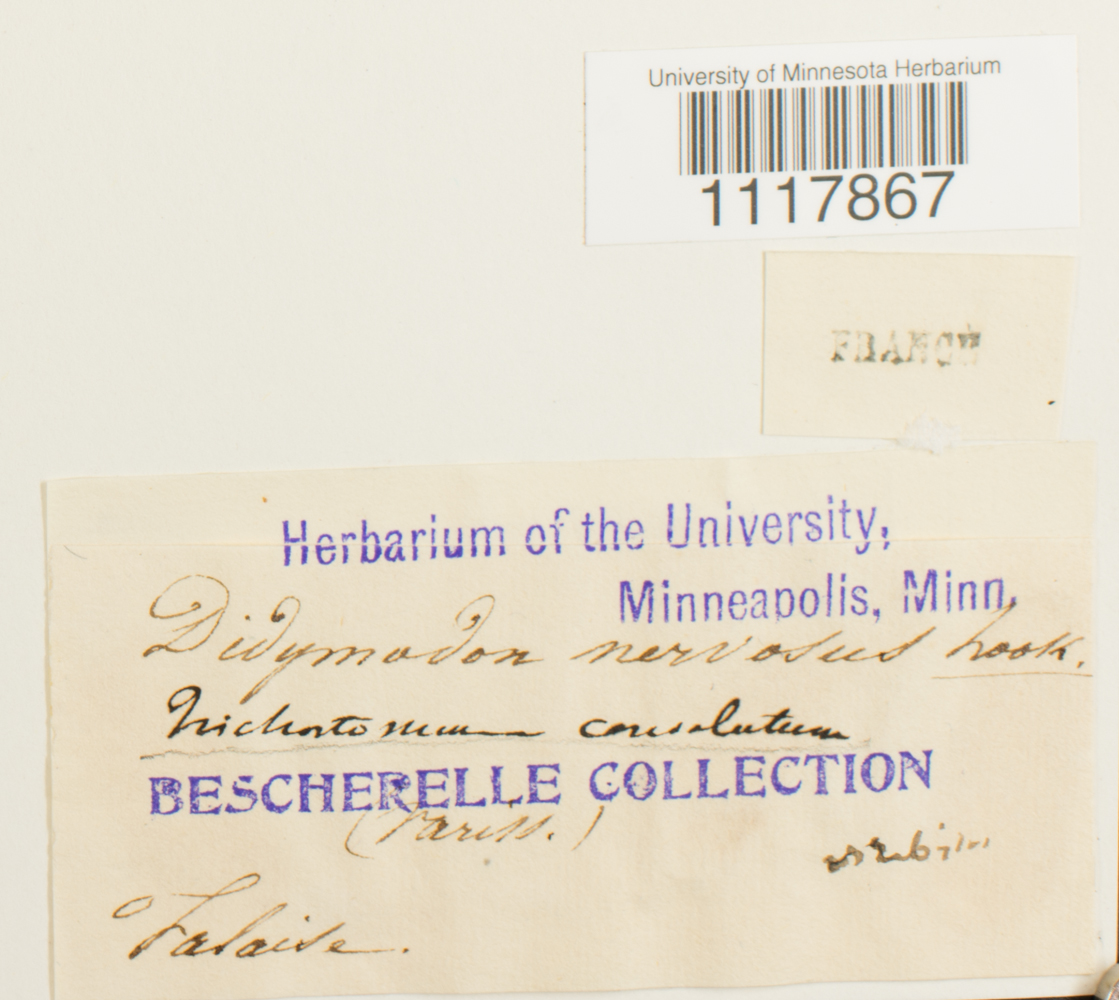 University of Minnesota Herbarium
1117867
FRANCE
Herbarium of the University,
Minneapolis, Minn.
Didymodon nervosus hook.
Trichostomum convolutum
BESCHERELLE COLLECTION
Falaise.